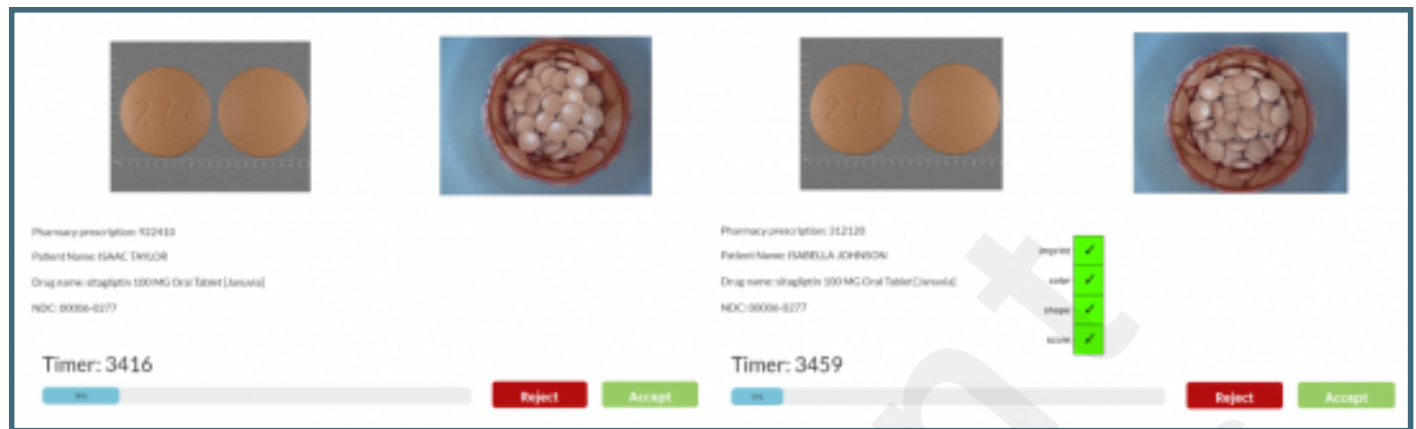 277
Pharmacy prescription: 922410
Patient Name: ISAAC TAYLOR
Drug name: sitagliptin 100 MG Oral Tablet [Januvia]
NDC: 00006-0277
Timer: 3416
Reject
Accept
277
Pharmacy prescription: 312120
Patient Name: ISABELLA JOHNSON
Drug name: sitagliptin 100 MG Oral Tablet [Januvia]
NDC: 00006-0277
imprint
color
shape
score
Timer: 3459
Reject
Accept
nt